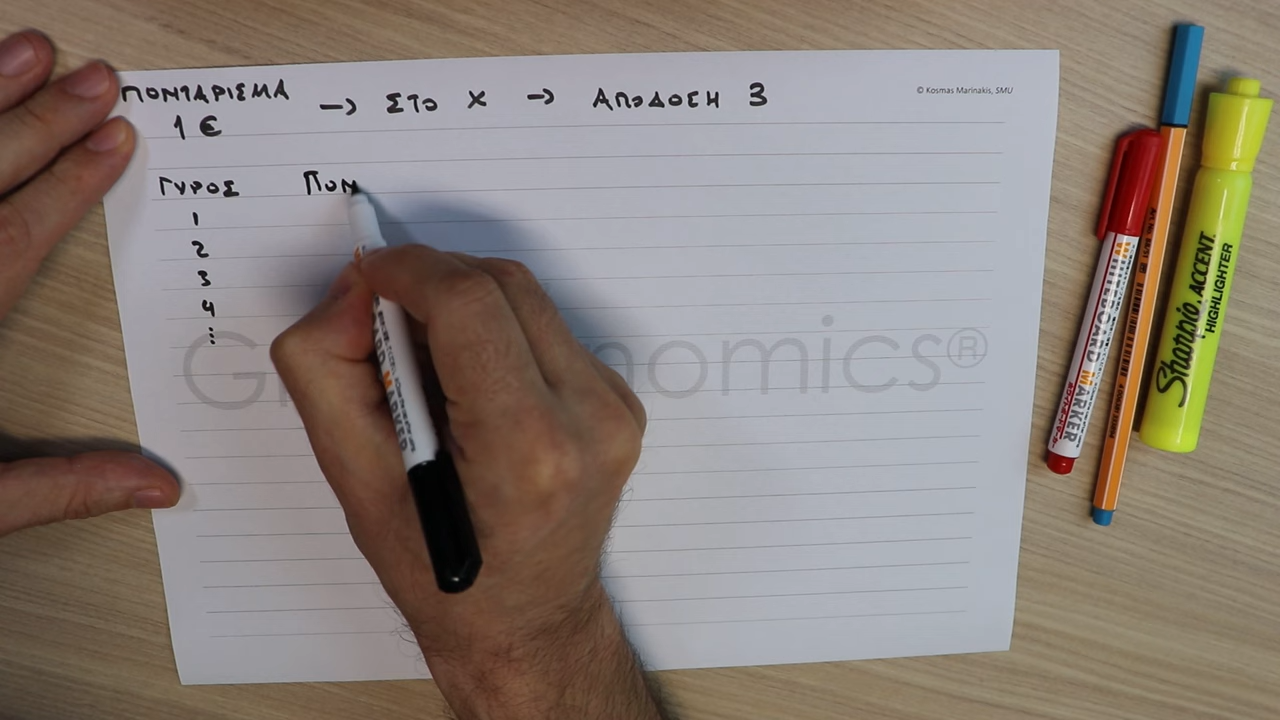 ΠΟΝΤΑΡΙΣΜΑ → ΣΤΟ Χ → ΑΠΟΔΟΣΗ 3
1 €
© Kosmas Marinakis, SMU
ΓΥΡΟΣ ΠΟΝ
1
2
3
4
⋮
nomics®
WHITEBOARD MARKER
Sharpie ACCENT
HIGHLIGHTER